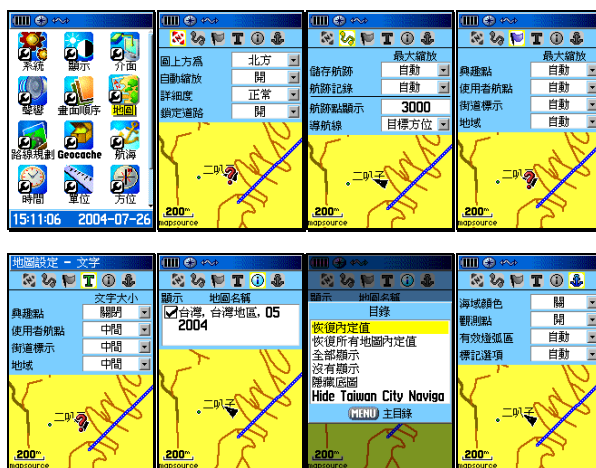 系統 顯示 介面
聲響 畫面順序 地圖
路線規劃 Geocache 航海
時間 單位 方位
15:11:06 2004-07-26
圖上方為 北方
自動縮放 開
詳細度 正常
鎖定道路 開
二叭子
200m
mapsource
最大縮放
儲存航跡 自動
航跡記錄 自動
航跡點顯示 3000
導航線 目標方位
二叭子
200m
mapsource
最大縮放
興趣點 自動
使用者航點 自動
街道標示 自動
地域 自動
二叭子
200m
mapsource
地圖設定 - 文字
文字大小
興趣點 關閉
使用者航點 中間
街道標示 中間
地域 中間
二叭子
200m
mapsource
顯示 地圖名稱
台灣, 台灣地區, 05
2004
二叭子
200m
mapsource
顯示 地圖名稱
目錄
恢復內定值
恢復所有地圖內定值
全部顯示
沒有顯示
隱藏底圖
Hide Taiwan City Naviga
MENU 主目錄
200m
mapsource
海域顏色 關
觀測點 開
有效燈弧區 自動
標記選項 自動
二叭子
200m
mapsource